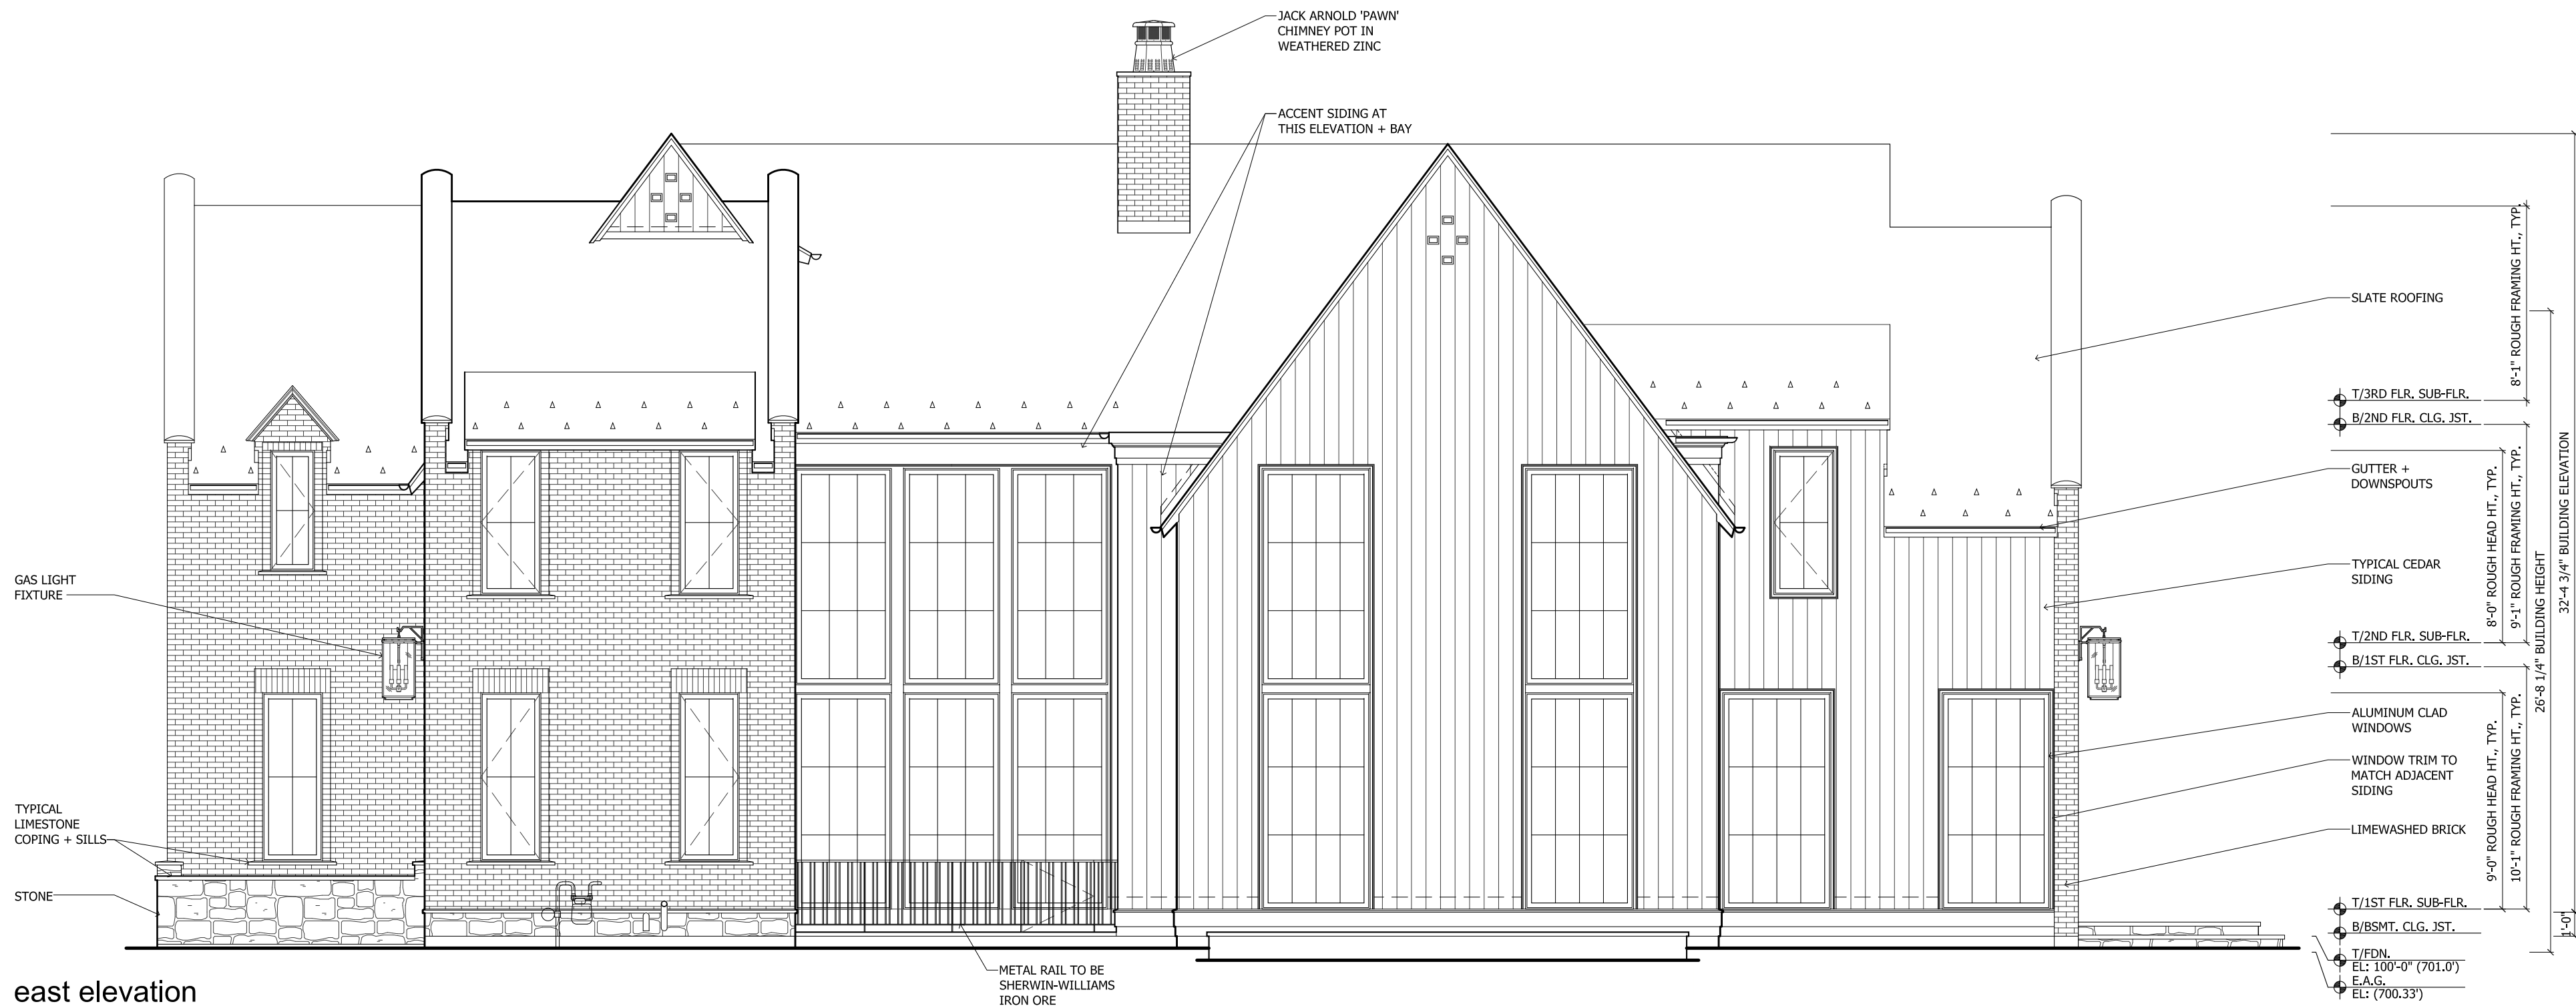 JACK ARNOLD 'PAWN'
CHIMNEY POT IN
WEATHERED ZINC
ACCENT SIDING AT
THIS ELEVATION + BAY
GAS LIGHT
FIXTURE
TYPICAL
LIMESTONE
COPING + SILLS
STONE
METAL RAIL TO BE
SHERWIN-WILLIAMS
IRON ORE
SLATE ROOFING
GUTTER +
DOWNSPOUTS
TYPICAL CEDAR
SIDING
ALUMINUM CLAD
WINDOWS
WINDOW TRIM TO
MATCH ADJACENT
SIDING
LIMEWASHED BRICK
T/3RD FLR. SUB-FLR.
B/2ND FLR. CLG. JST.
T/2ND FLR. SUB-FLR.
B/1ST FLR. CLG. JST.
T/1ST FLR. SUB-FLR.
B/BSMT. CLG. JST.
T/FDN.
EL: 100'-0" (701.0')
E.A.G.
EL: (700.33')
8'-1" ROUGH FRAMING HT., TYP.
8'-0" ROUGH HEAD HT., TYP.
9'-1" ROUGH FRAMING HT., TYP.
9'-0" ROUGH HEAD HT., TYP.
10'-1" ROUGH FRAMING HT., TYP.
26'-8 1/4" BUILDING HEIGHT
32'-4 3/4" BUILDING ELEVATION
1'-0"
east elevation